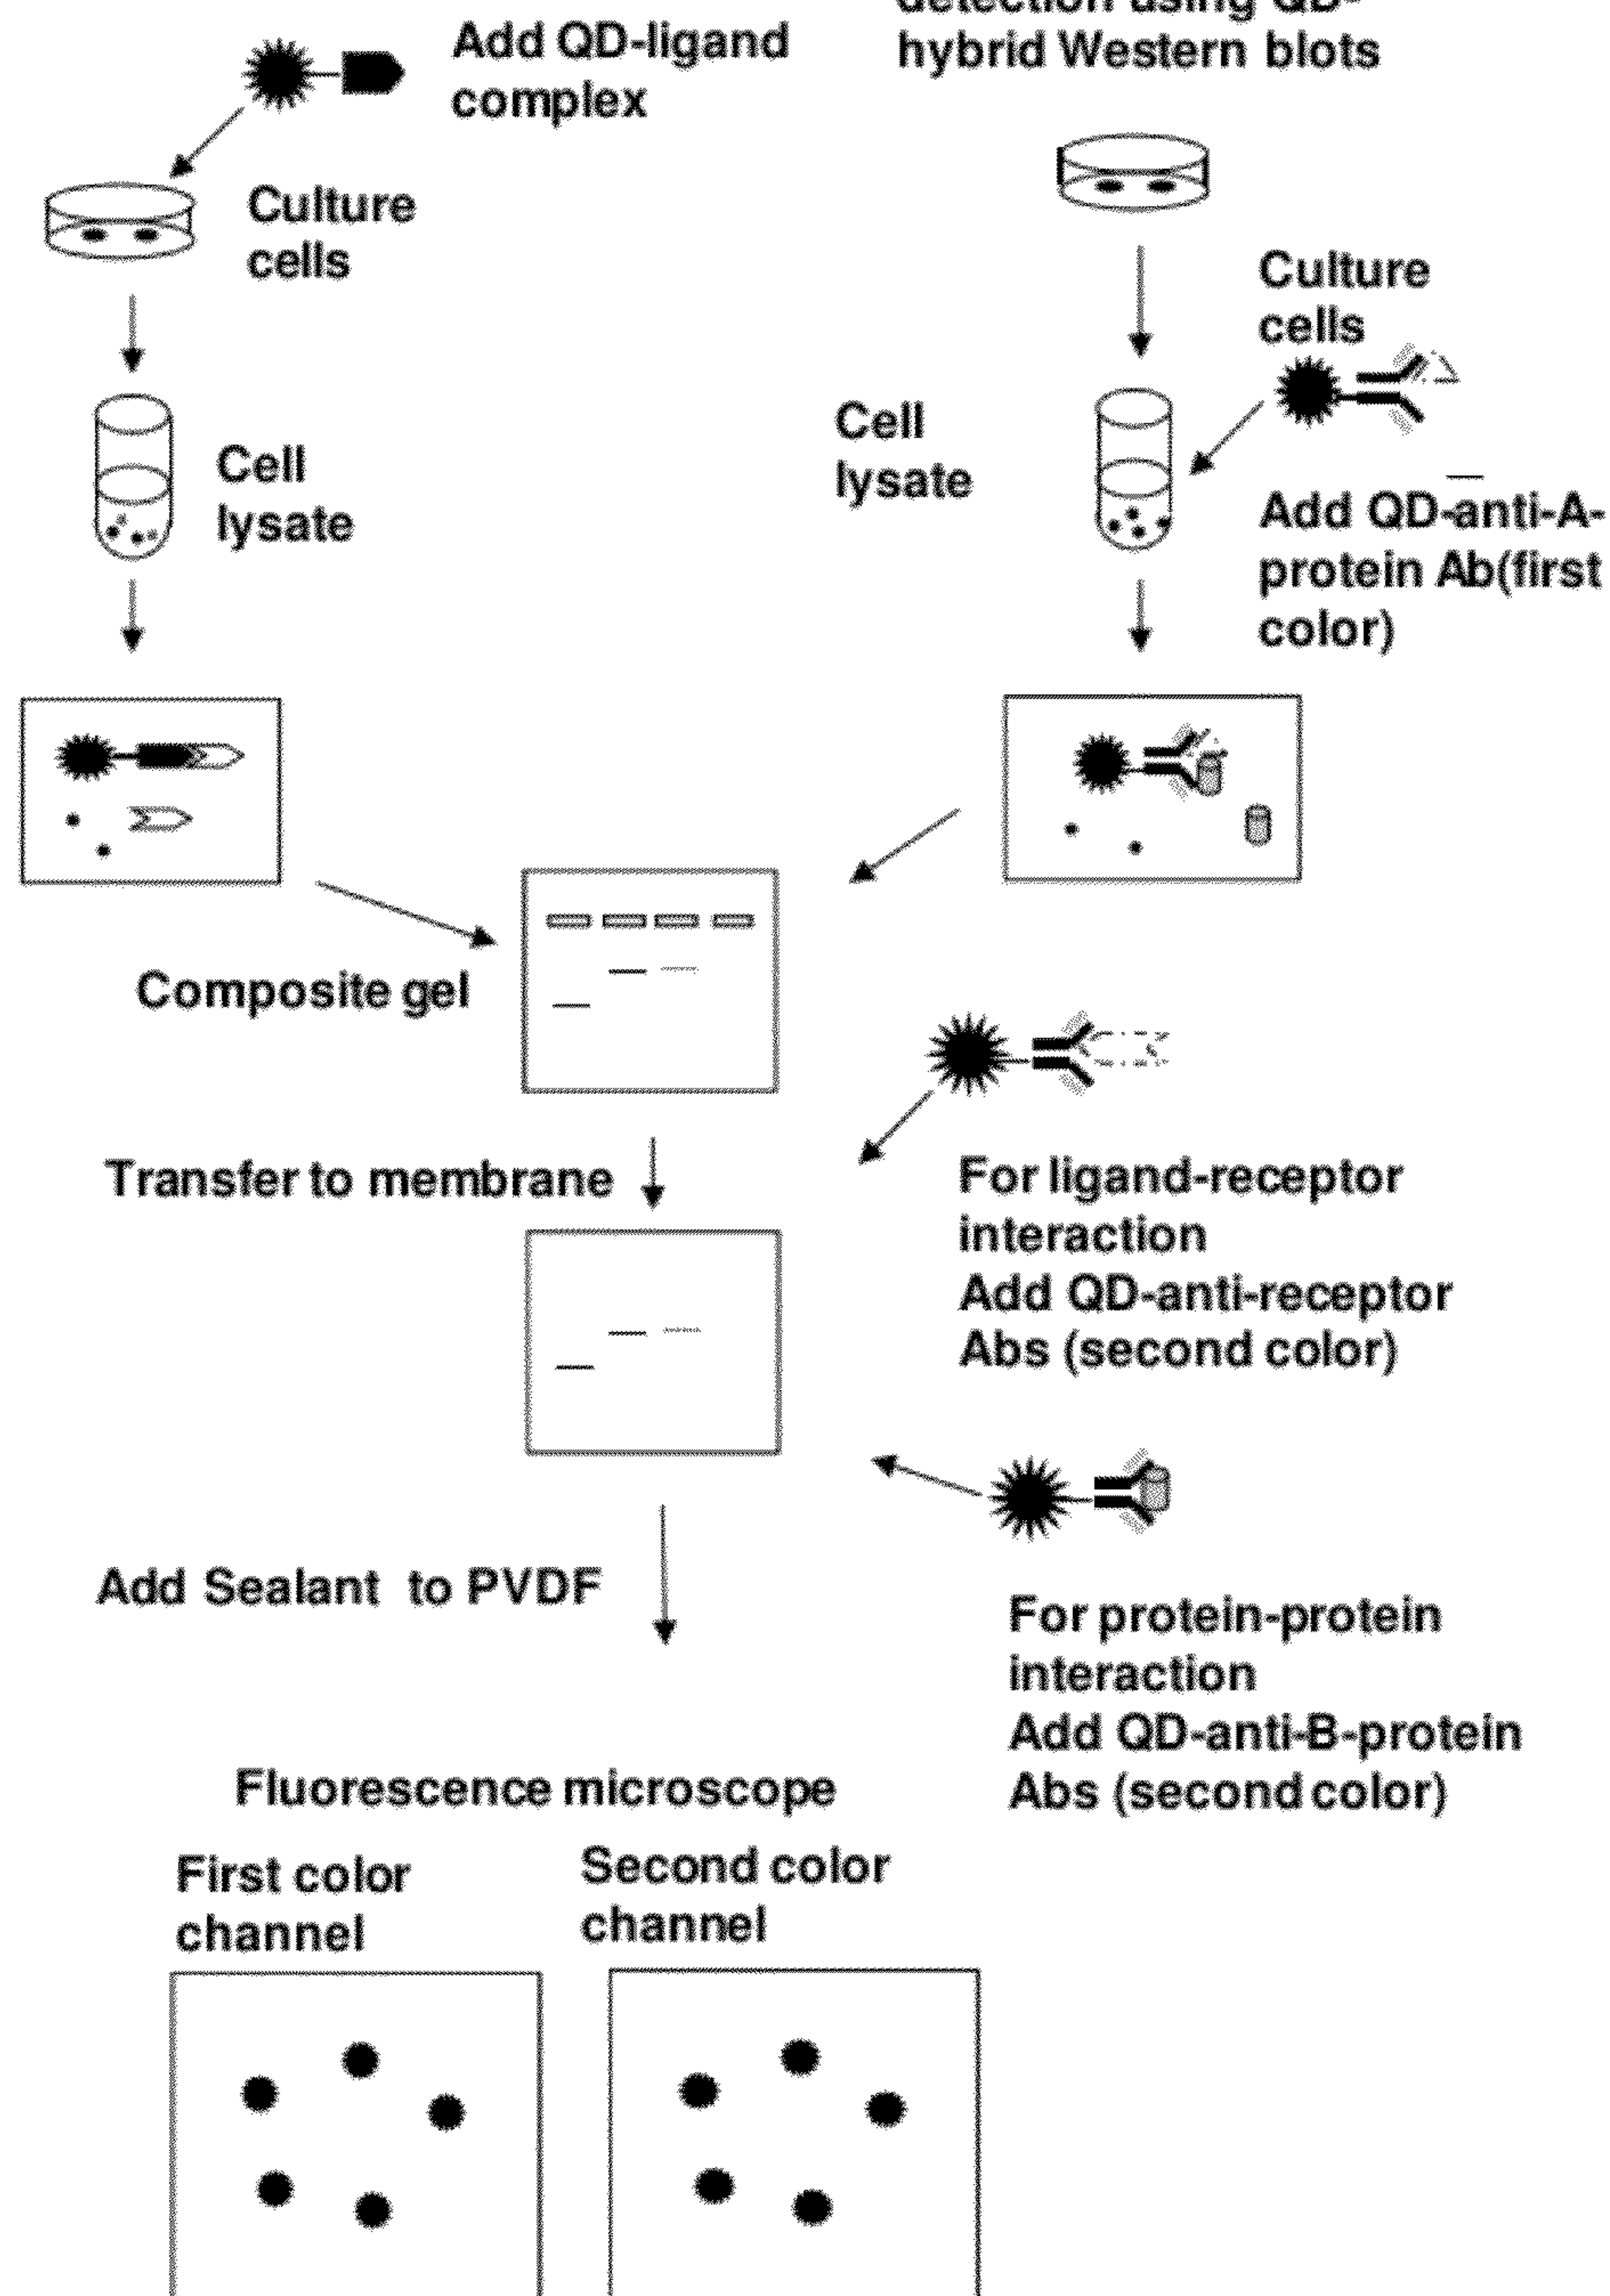 Add QD-ligand
complex
detection using QD-
hybrid Western blots
Culture
cells
Culture
cells
Cell
lysate
Cell
lysate
Add QD-anti-A-
protein Ab(first
color)
Composite gel
Transfer to membrane
For ligand-receptor
interaction
Add QD-anti-receptor
Abs (second color)
Add Sealant to PVDF
For protein-protein
interaction
Add QD-anti-B-protein
Abs (second color)
Fluorescence microscope
First color
channel
Second color
channel